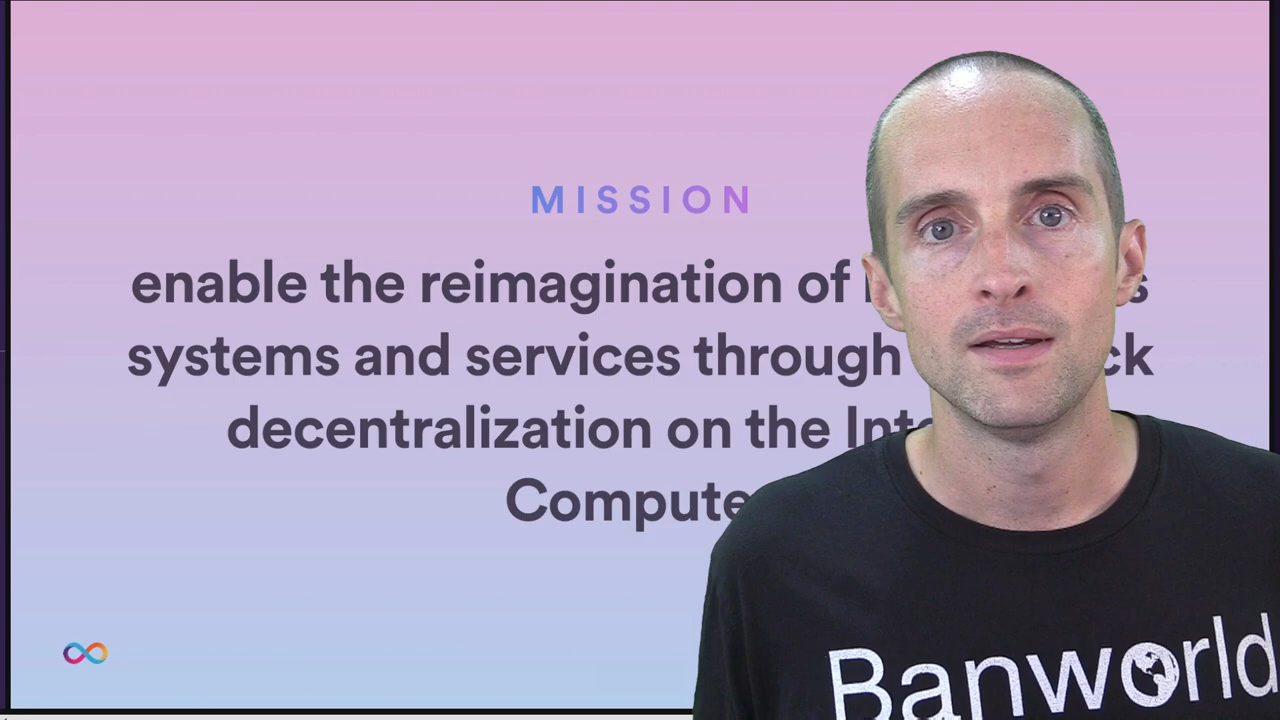 MISSION
enable the reimagination of
systems and services through
decentralization on the
Compute
Banworld